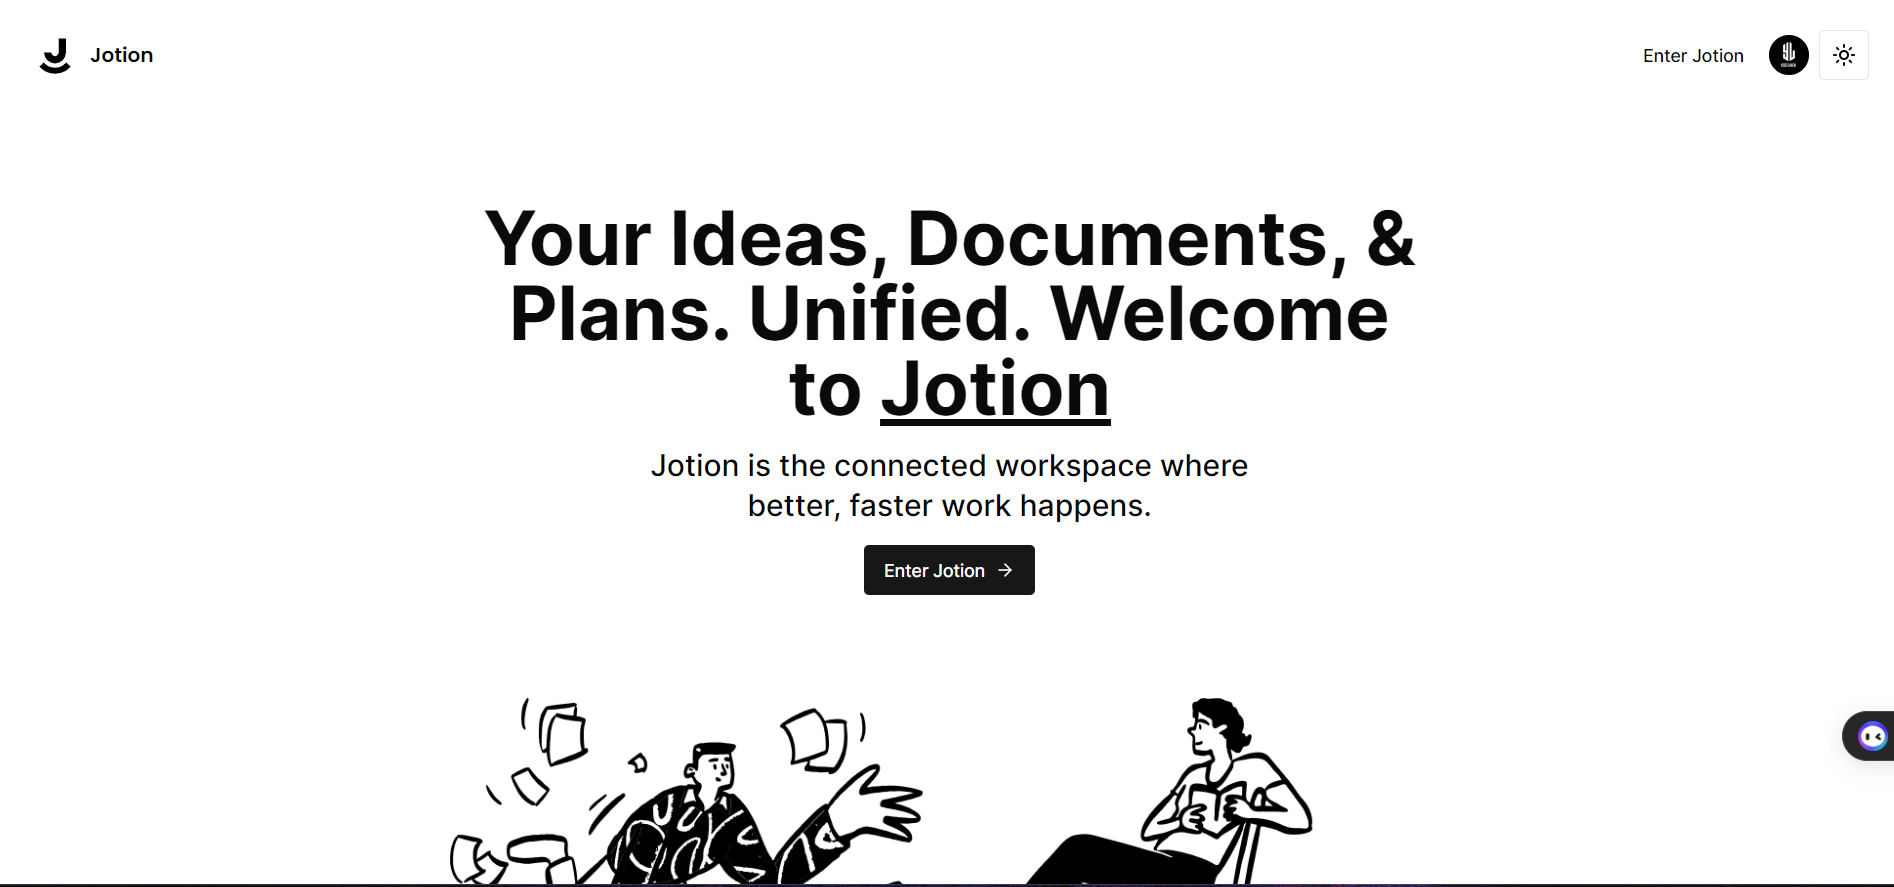 Jotion
Enter Jotion
Your Ideas, Documents, &
Plans. Unified. Welcome
to Jotion
Jotion is the connected workspace where
better, faster work happens.
Enter Jotion